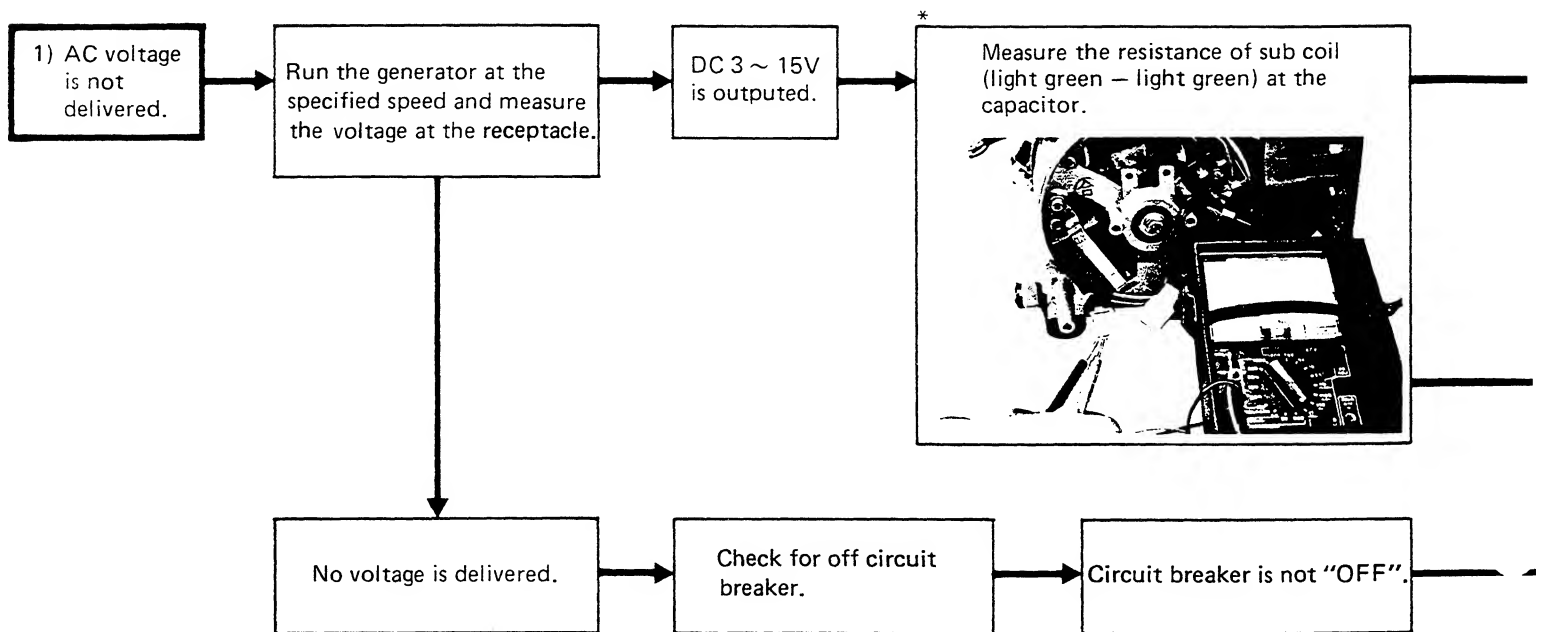 1) AC voltage
is not
delivered.
Run the generator at the
specified speed and measure
the voltage at the receptacle.
DC 3 ~ 15V
is outputed.
*
Measure the resistance of sub coil
(light green — light green) at the
capacitor.
No voltage is delivered.
Check for off circuit
breaker.
Circuit breaker is not "OFF".